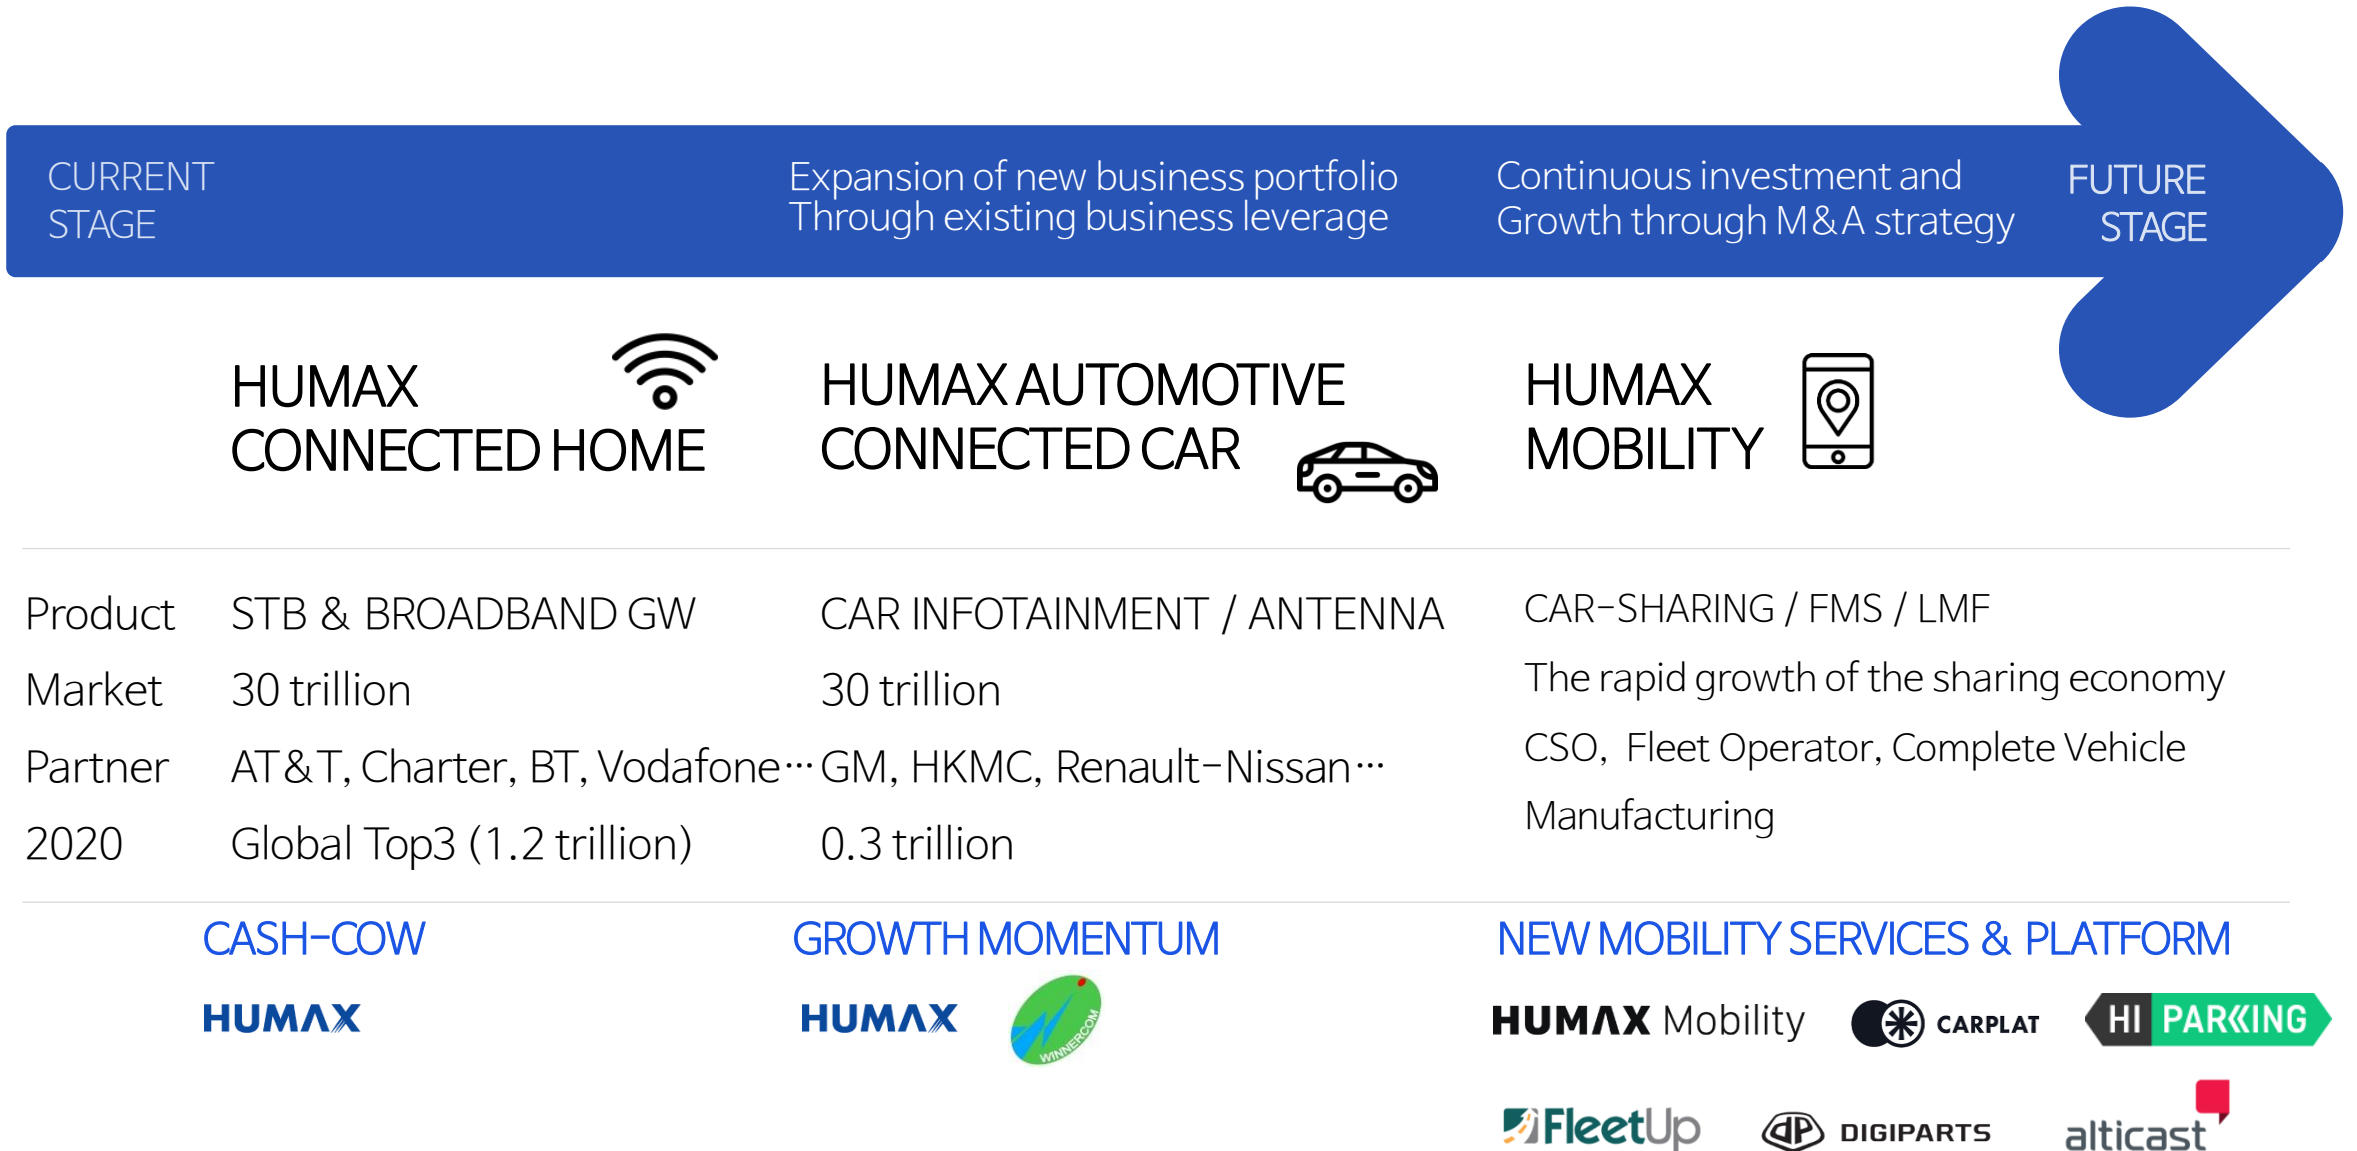 CURRENT
STAGE
Expansion of new business portfolio
Through existing business leverage
Continuous investment and
Growth through M&A strategy
FUTURE
STAGE
HUMAX
CONNECTED HOME
HUMAX AUTOMOTIVE
CONNECTED CAR
HUMAX
MOBILITY
Product
STB & BROADBAND GW
CAR INFOTAINMENT / ANTENNA
CAR-SHARING / FMS / LMF
Market
30 trillion
30 trillion
The rapid growth of the sharing economy
Partner
AT&T, Charter, BT, Vodafone…
GM, HKMC, Renault-Nissan…
CSO, Fleet Operator, Complete Vehicle
Manufacturing
2020
Global Top3 (1.2 trillion)
0.3 trillion
CASH-COW
GROWTH MOMENTUM
NEW MOBILITY SERVICES & PLATFORM
HUMAX
HUMAX
WINNERCOM
HUMAX Mobility
CARPLAT
HI PARKING
FleetUp
DP DIGIPARTS
alticast